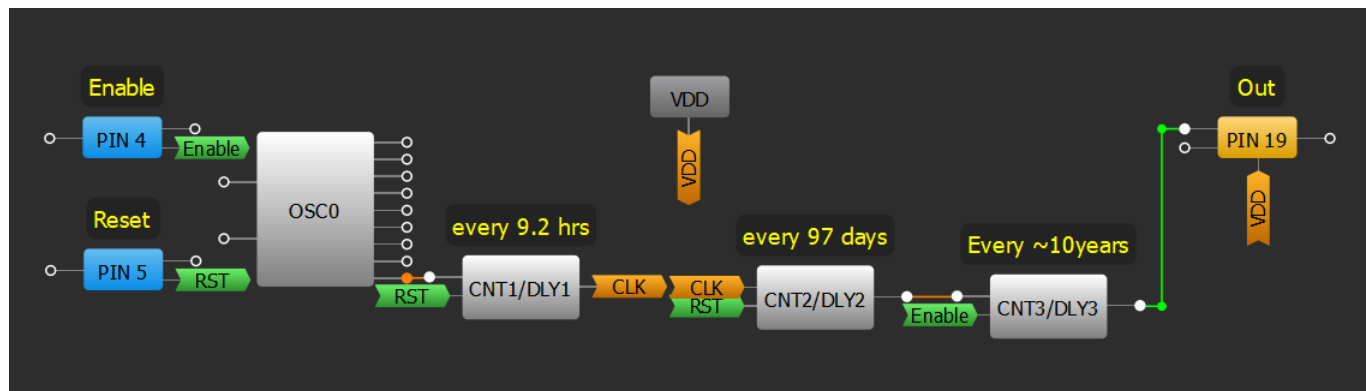 Enable
PIN 4
Enable
Reset
PIN 5
RST
OSC0
RST
every 9.2 hrs
CNT1/DLY1
CLK
VDD
VDD
every 97 days
CLK
RST
CNT2/DLY2
Enable
Every ~10years
CNT3/DLY3
Out
PIN 19
VDD